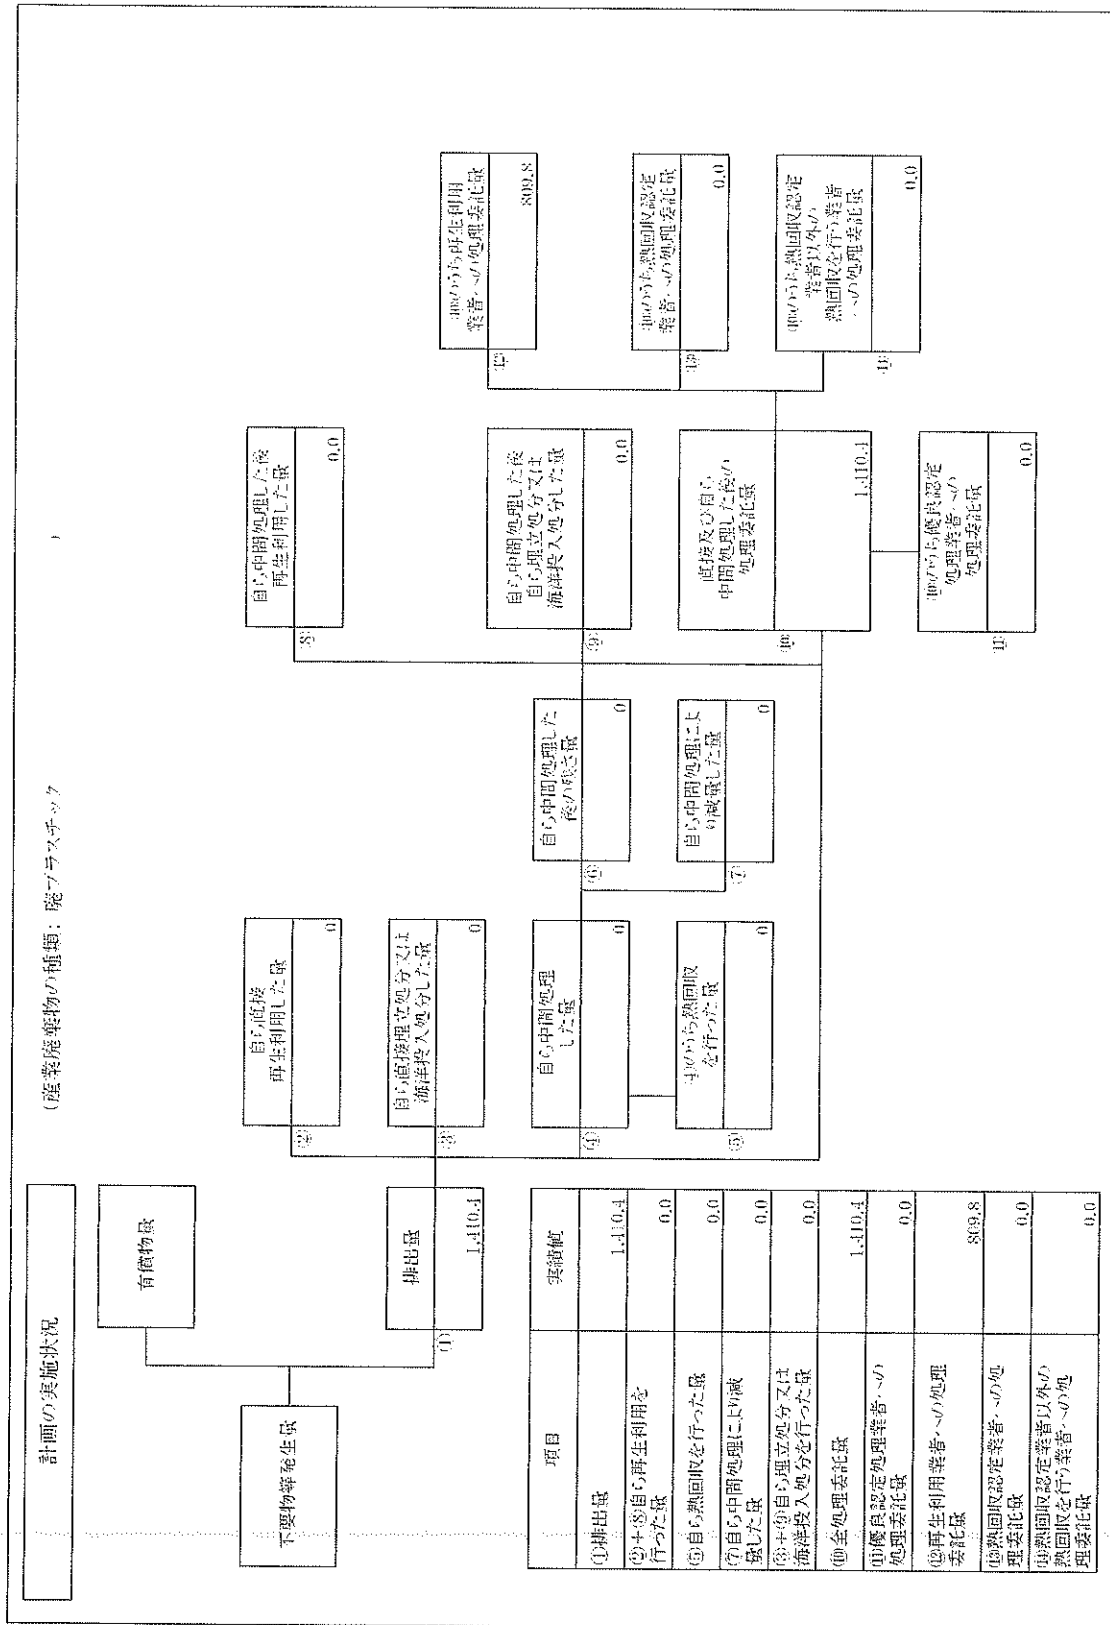 計画の実施状況
(産業廃棄物の種類：廃プラスチック
)
不要物等発生量
有償物量
①
排出量
1,410.4
②
自ら直接
再生利用した量
0
③
自ら直接埋立処分又は
海洋投入処分した量
0
④
自ら中間処理
した量
0
⑤
④のうち熱回収
を行った量
0
⑥
自ら中間処理した
後の残さ量
0
⑦
自ら中間処理によ
り減量した量
0
⑧
自ら中間処理した後
再生利用した量
0.0
⑨
自ら中間処理した後
自ら埋立処分又は
海洋投入処分した量
0.0
⑩
直接及び自ら
中間処理した後の
処理委託量
1,410.4
⑪
⑩のうち優良認定
処理業者への
処理委託量
0.0
⑫
⑩のうち再生利用
業者への処理委託量
809.8
⑬
⑩のうち熱回収認定
業者への処理委託量
0.0
⑭
⑩のうち熱回収認定
業者以外の
熱回収を行う業者
への処理委託量
0.0
項目
実績値
①排出量
1,410.4
②+⑧自ら再生利用を
行った量
0.0
⑤自ら熱回収を行った量
0.0
⑦自ら中間処理により減
量した量
0.0
③+⑨自ら埋立処分又は
海洋投入処分を行った量
0.0
⑩全処理委託量
1,410.4
⑪優良認定処理業者への
処理委託量
0.0
⑫再生利用業者への処理
委託量
809.8
⑬熱回収認定業者への処
理委託量
0.0
⑭熱回収認定業者以外の
熱回収を行う業者への処
理委託量
0.0